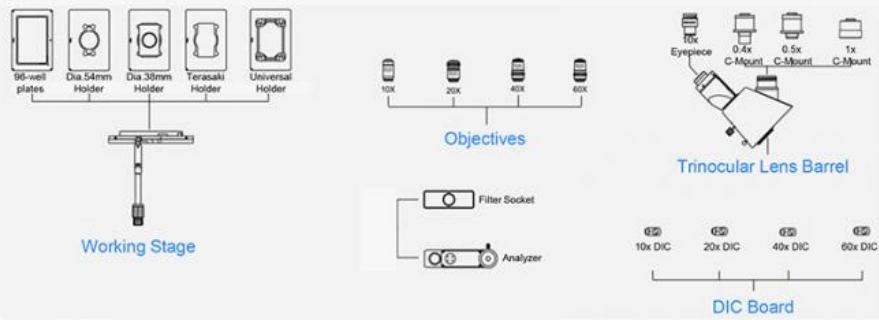 96-well
plates
Dia.54mm
Holder
Dia.38mm
Holder
Terasaki
Holder
Universal
Holder
Working Stage
10X
20X
40X
60X
Objectives
Filter Socket
Analyzer
10x
Eyepiece
0.4x
C-Mount
0.5x
C-Mount
1x
C-Mount
Trinocular Lens Barrel
10x DIC
20x DIC
40x DIC
60x DIC
DIC Board